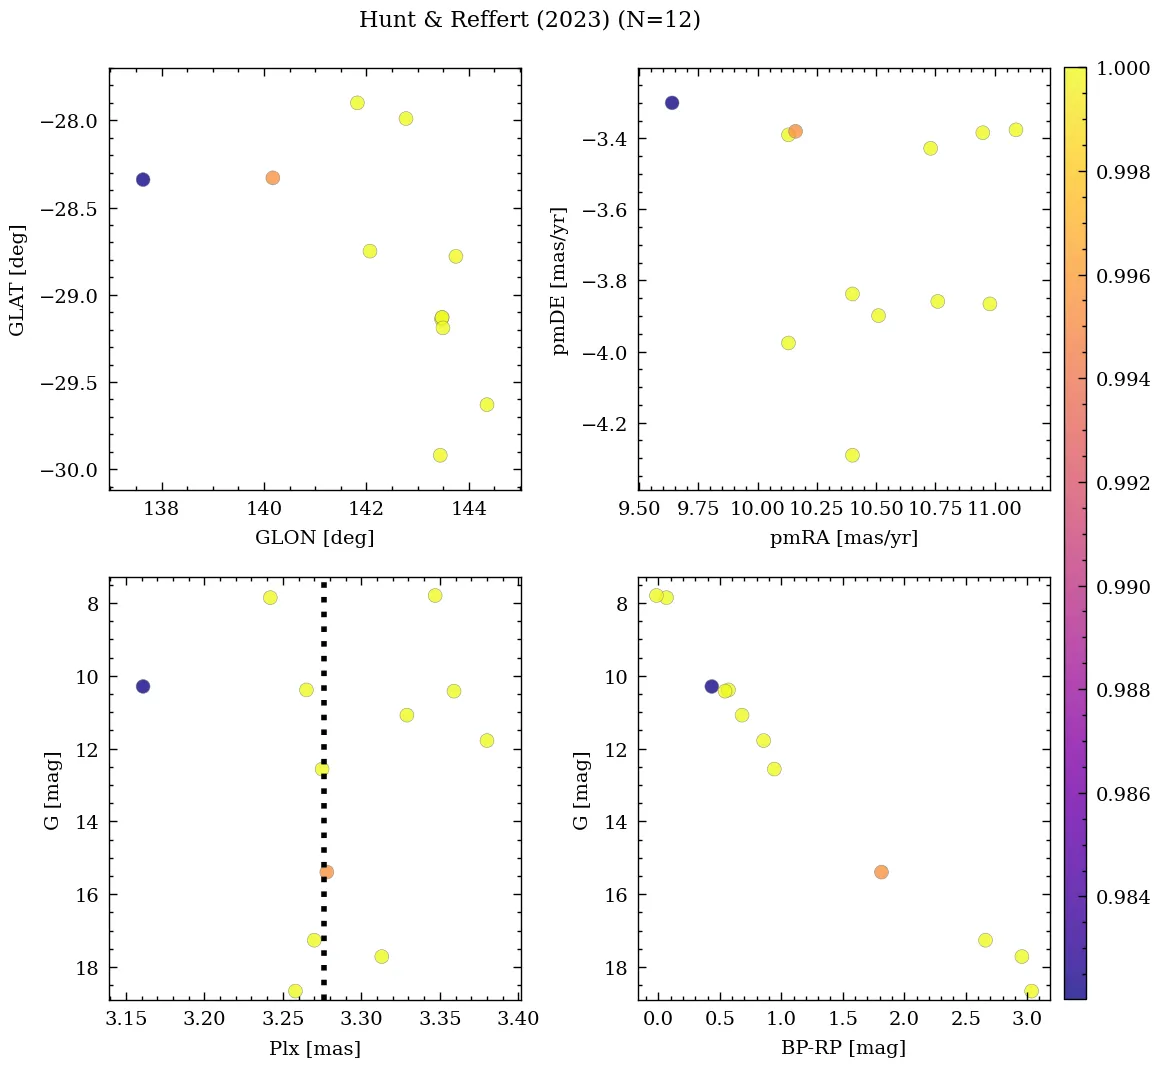 Hunt & Reffert (2023) (N=12)
−28.0
−28.5
−29.0
−29.5
−30.0
GLAT [deg]
138 140 142 144
GLON [deg]
−3.4
−3.6
−3.8
−4.0
−4.2
pmDE [mas/yr]
9.50 9.75 10.00 10.25 10.50 10.75 11.00
pmRA [mas/yr]
8
10
12
14
16
18
G [mag]
3.15 3.20 3.25 3.30 3.35 3.40
Plx [mas]
8
10
12
14
16
18
G [mag]
0.0 0.5 1.0 1.5 2.0 2.5 3.0
BP-RP [mag]
1.000
0.998
0.996
0.994
0.992
0.990
0.988
0.986
0.984